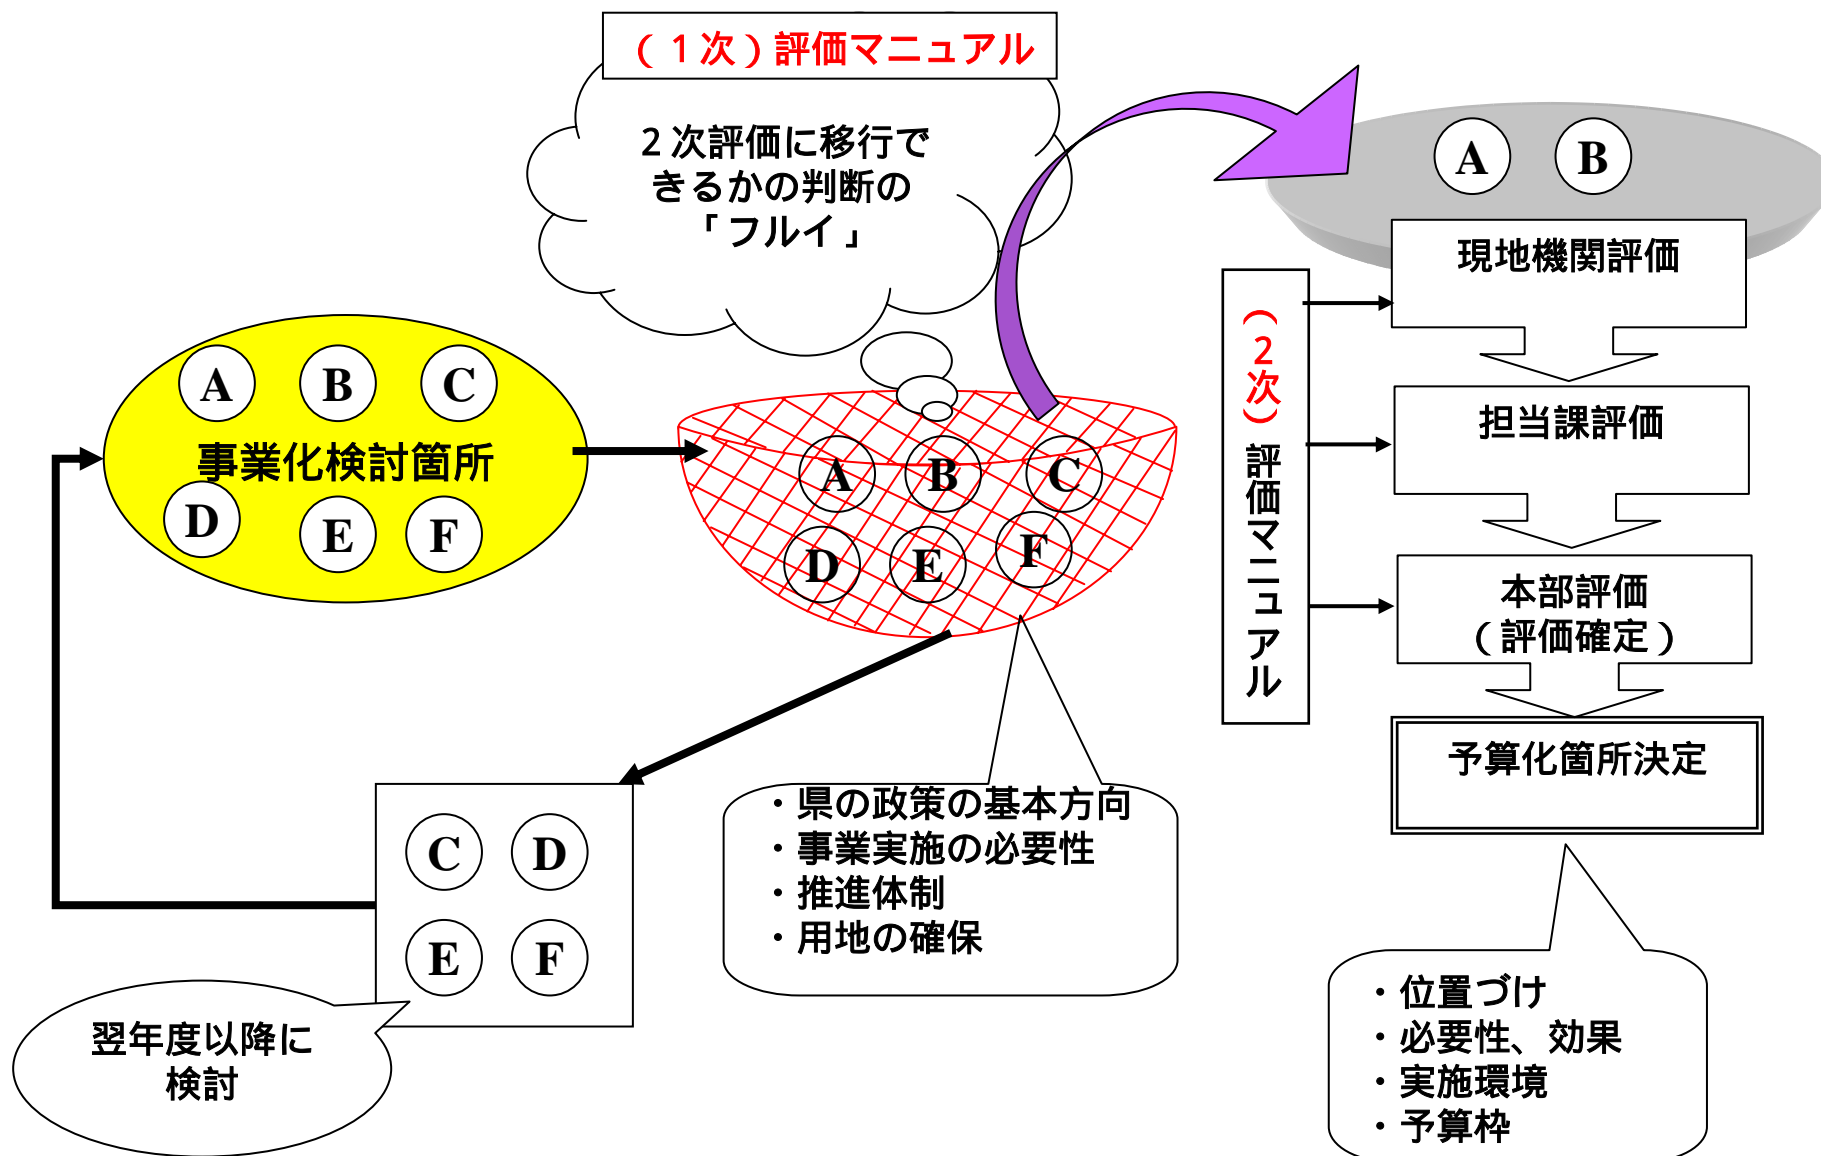 (1次)評価マニュアル
2次評価に移行で
きるかの判断の
「フルイ」
A B
現地機関評価
(2次)評価マニュアル
担当課評価
本部評価
(評価確定)
予算化箇所決定
A B C
事業化検討箇所
D E F
A B C
D E F
C D
E F
翌年度以降に
検討
・県の政策の基本方向
・事業実施の必要性
・推進体制
・用地の確保
・位置づけ
・必要性、効果
・実施環境
・予算枠